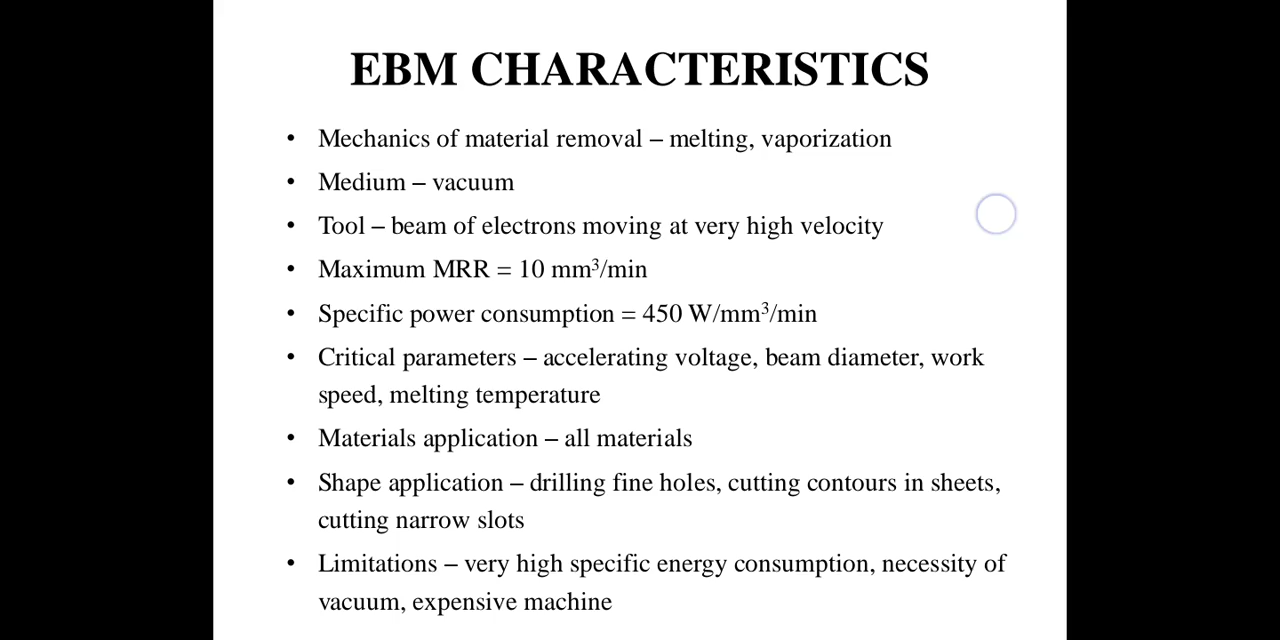 EBM CHARACTERISTICS
• Mechanics of material removal – melting, vaporization
• Medium – vacuum
• Tool – beam of electrons moving at very high velocity
• Maximum MRR = 10 mm³/min
• Specific power consumption = 450 W/mm³/min
• Critical parameters – accelerating voltage, beam diameter, work
speed, melting temperature
• Materials application – all materials
• Shape application – drilling fine holes, cutting contours in sheets,
cutting narrow slots
• Limitations – very high specific energy consumption, necessity of
vacuum, expensive machine